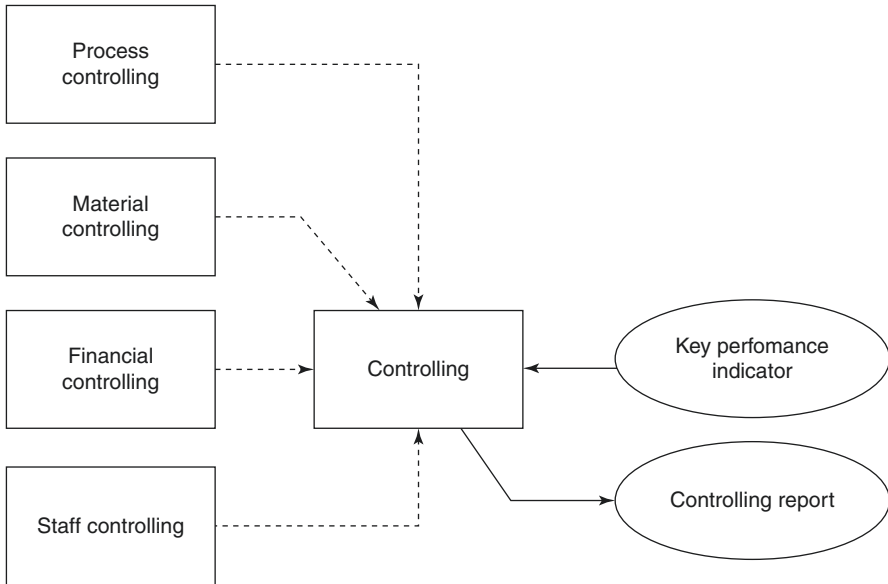 Process
controlling
Material
controlling
Financial
controlling
Staff controlling
Controlling
Key perfomance
indicator
Controlling report